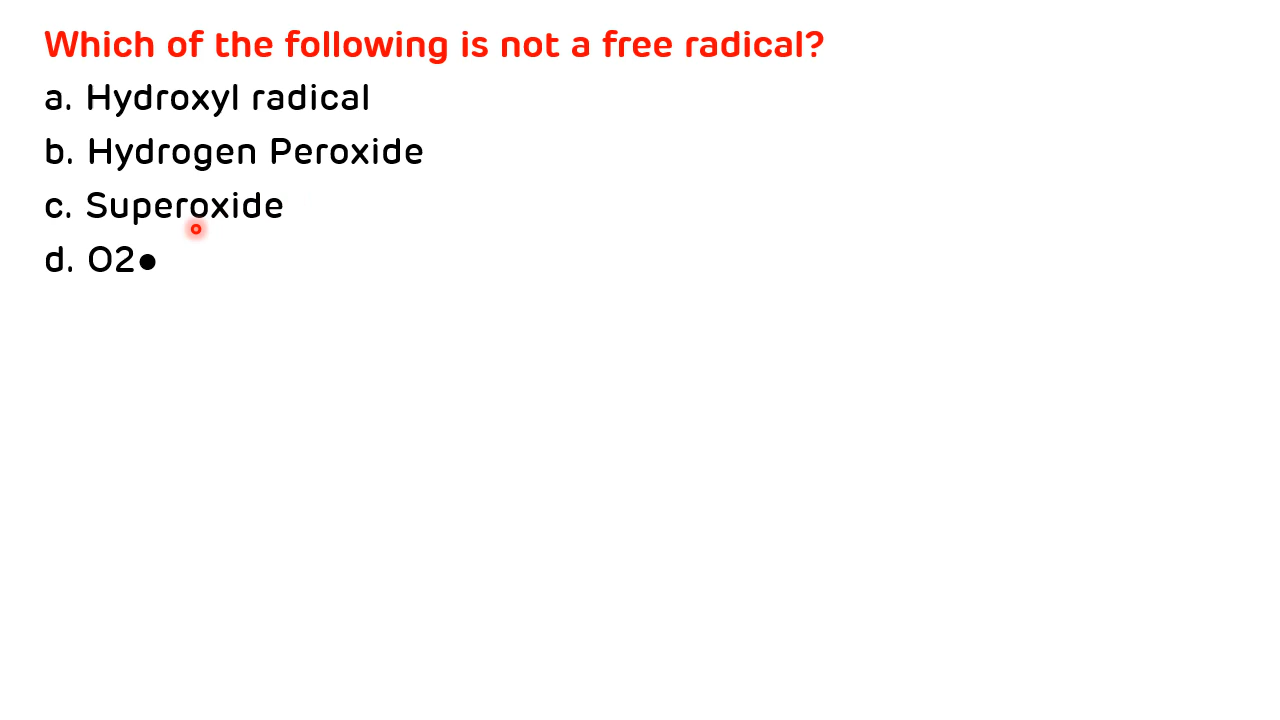 Which of the following is not a free radical?
a. Hydroxyl radical
b. Hydrogen Peroxide
c. Superoxide
d. O2●